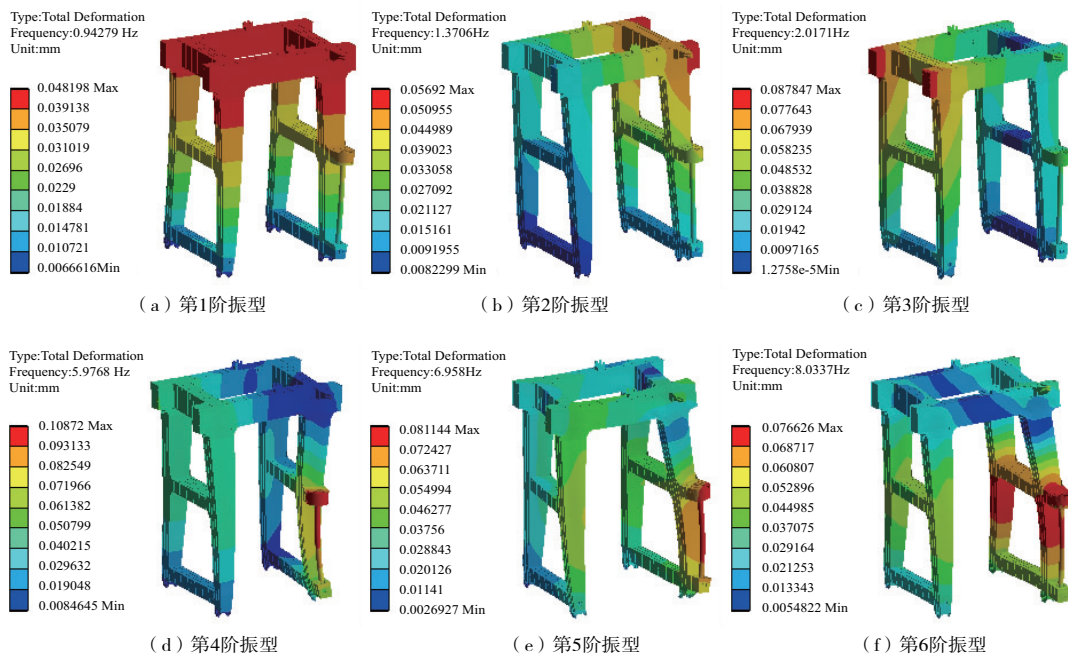 Type:Total Deformation
Frequency:0.94279 Hz
Unit:mm
0.048198 Max
0.039138
0.035079
0.031019
0.02696
0.0229
0.01884
0.014781
0.010721
0.0066616Min
(a)第1阶振型
Type:Total Deformation
Frequency:1.3706Hz
Unit:mm
0.05692 Max
0.050955
0.044989
0.039023
0.033058
0.027092
0.021127
0.015161
0.0091955
0.0082299 Min
(b)第2阶振型
Type:Total Deformation
Frequency:2.0171Hz
Unit:mm
0.087847 Max
0.077643
0.067939
0.058235
0.048532
0.038828
0.029124
0.01942
0.0097165
1.2758e-5Min
(c)第3阶振型
Type:Total Deformation
Frequency:5.9768 Hz
Unit:mm
0.10872 Max
0.093133
0.082549
0.071966
0.061382
0.050799
0.040215
0.029632
0.019048
0.0084645 Min
(d)第4阶振型
Type:Total Deformation
Frequency:6.958Hz
Unit:mm
0.081144 Max
0.072427
0.063711
0.054994
0.046277
0.03756
0.028843
0.020126
0.01141
0.0026927 Min
(e)第5阶振型
Type:Total Deformation
Frequency:8.0337Hz
Unit:mm
0.076626 Max
0.068717
0.060807
0.052896
0.044985
0.037075
0.029164
0.021253
0.013343
0.0054822 Min
(f)第6阶振型